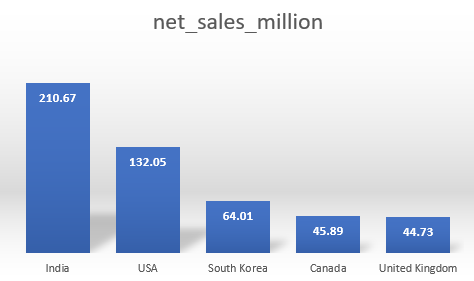 net_sales_million
210.67
132.05
64.01
45.89
44.73
India USA South Korea Canada United Kingdom